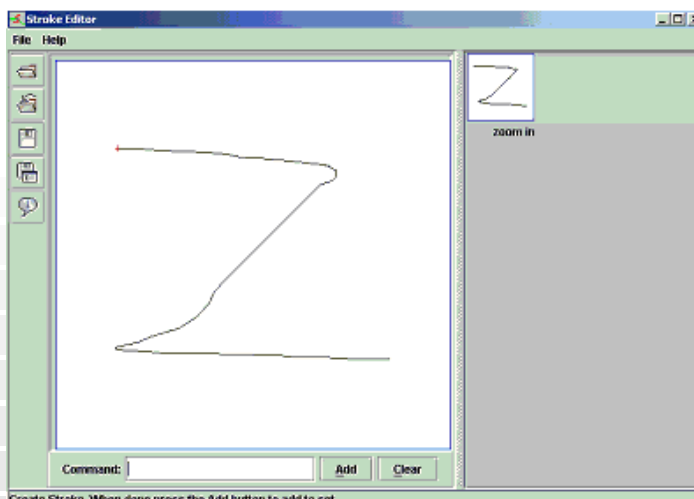 Stroke Editor
File Help
zoom in
Command:
Add Clear
Create Stroke. When done press the Add button to add to set